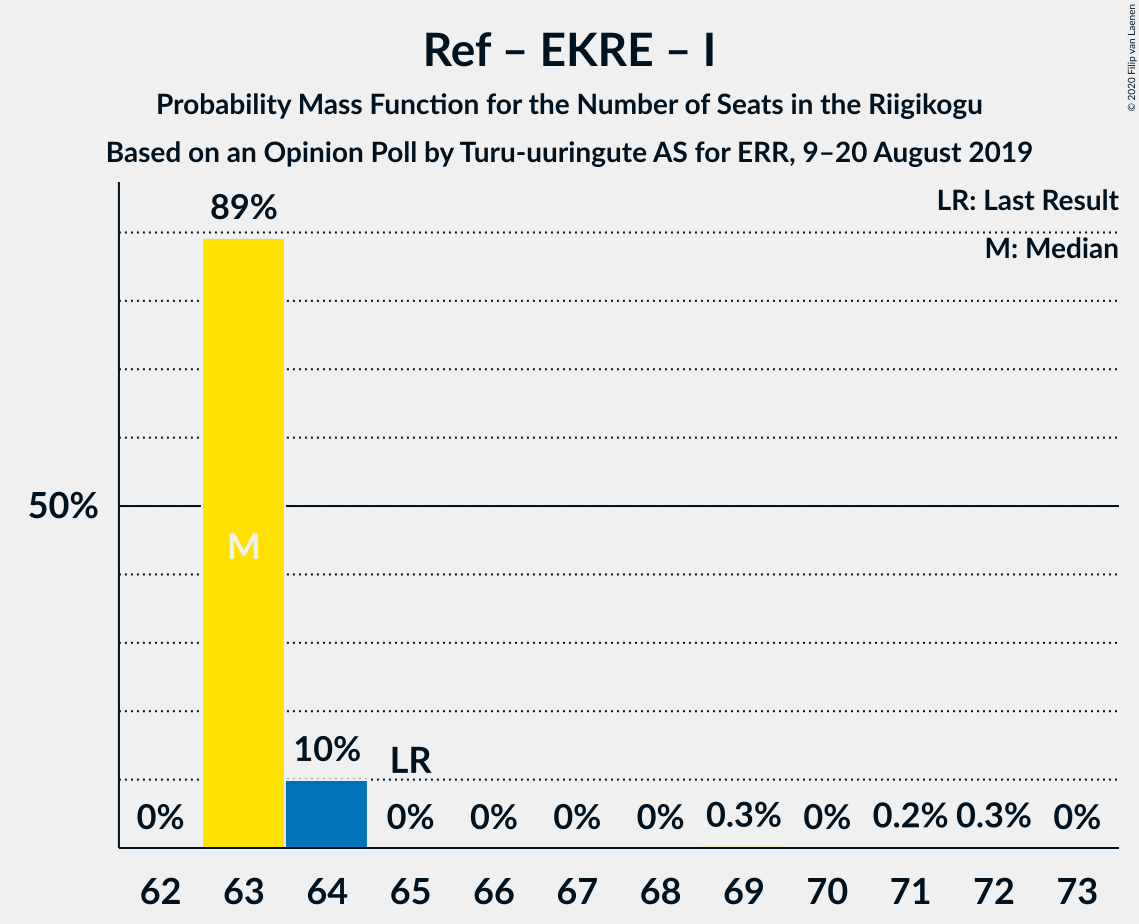 Ref – EKRE – I
Probability Mass Function for the Number of Seats in the Riigikogu
Based on an Opinion Poll by Turu-uuringute AS for ERR, 9–20 August 2019
© 2020 Filip van Laenen
LR: Last Result
M: Median
89%
50%
M
10%
LR
0% 0% 0% 0% 0% 0.3% 0% 0.2% 0.3% 0%
62 63 64 65 66 67 68 69 70 71 72 73